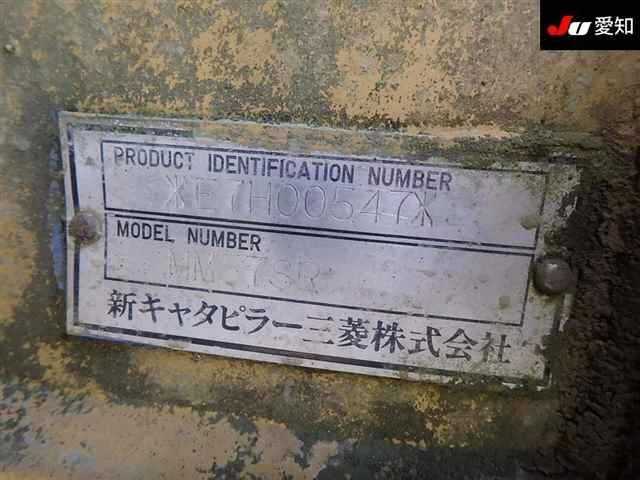 JU 愛知
PRODUCT IDENTIFICATION NUMBER
*E7H00547*
MODEL NUMBER
MM57SR
新キャタピラー三菱株式会社